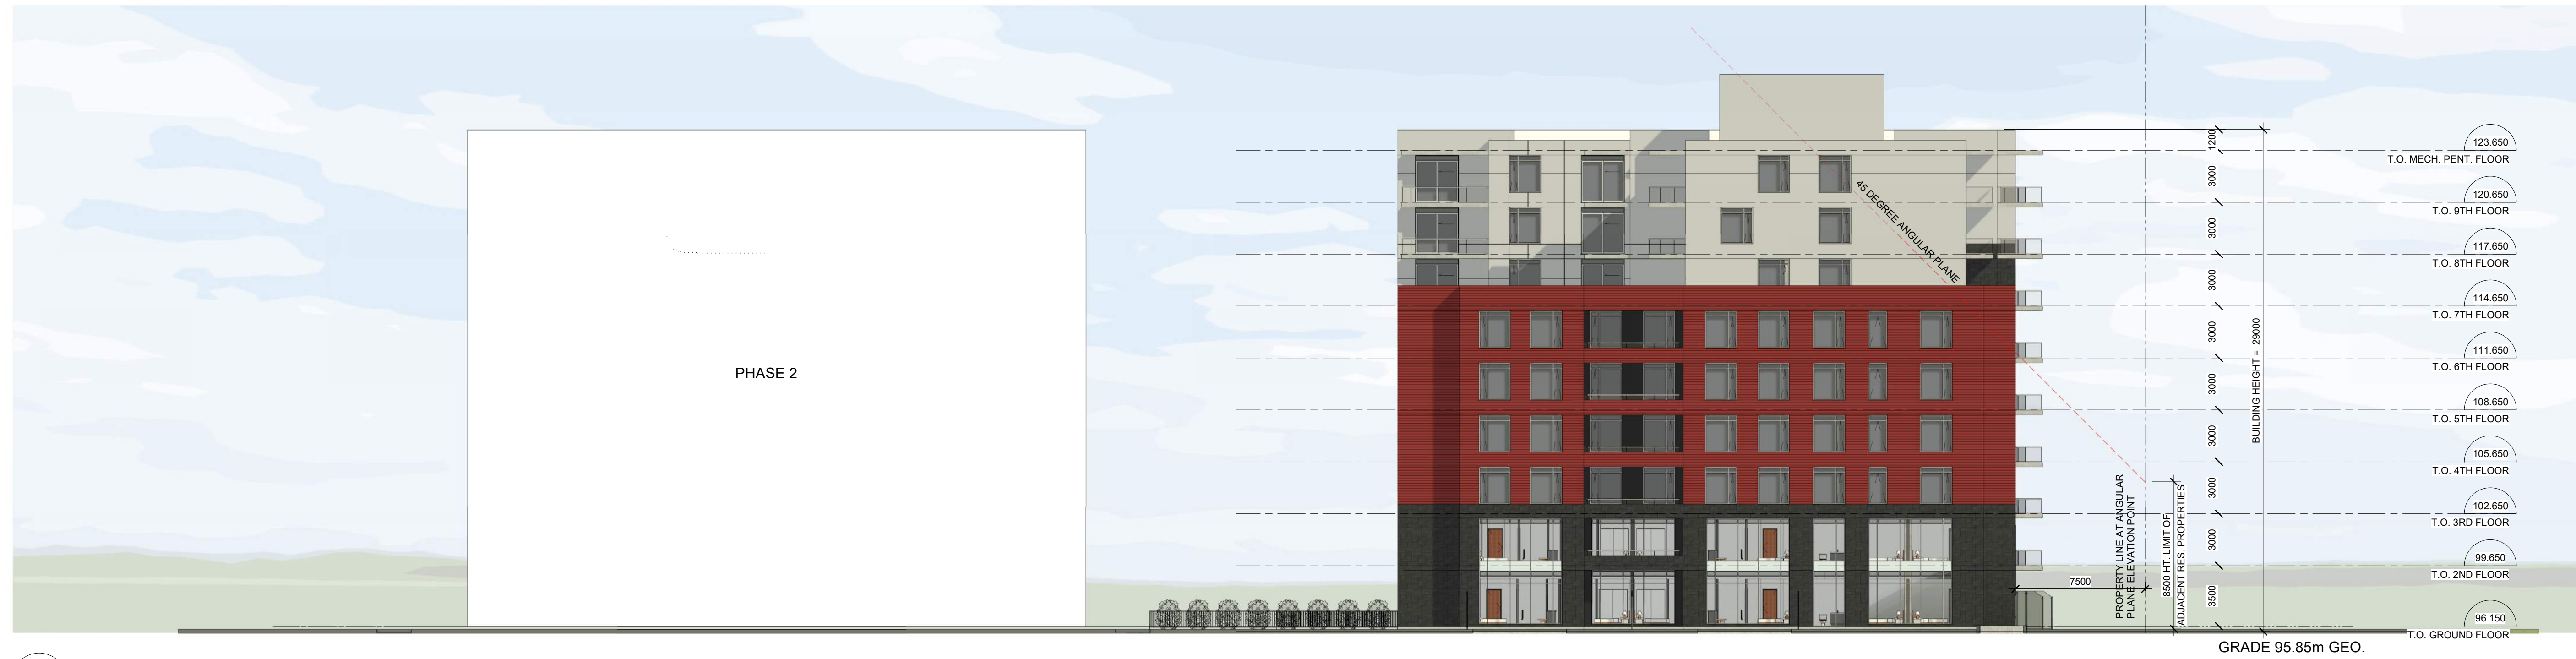 PHASE 2
45 DEGREE ANGULAR PLANE
7500
PROPERTY LINE AT ANGULAR
PLANE ELEVATION POINT
8500 HT. LIMIT OF
ADJACENT RES. PROPERTIES
1200
3000
3000
3000
3000
3000
3000
3000
3000
3500
BUILDING HEIGHT = 29000
123.650
T.O. MECH. PENT. FLOOR
120.650
T.O. 9TH FLOOR
117.650
T.O. 8TH FLOOR
114.650
T.O. 7TH FLOOR
111.650
T.O. 6TH FLOOR
108.650
T.O. 5TH FLOOR
105.650
T.O. 4TH FLOOR
102.650
T.O. 3RD FLOOR
99.650
T.O. 2ND FLOOR
96.150
T.O. GROUND FLOOR
GRADE 95.85m GEO.